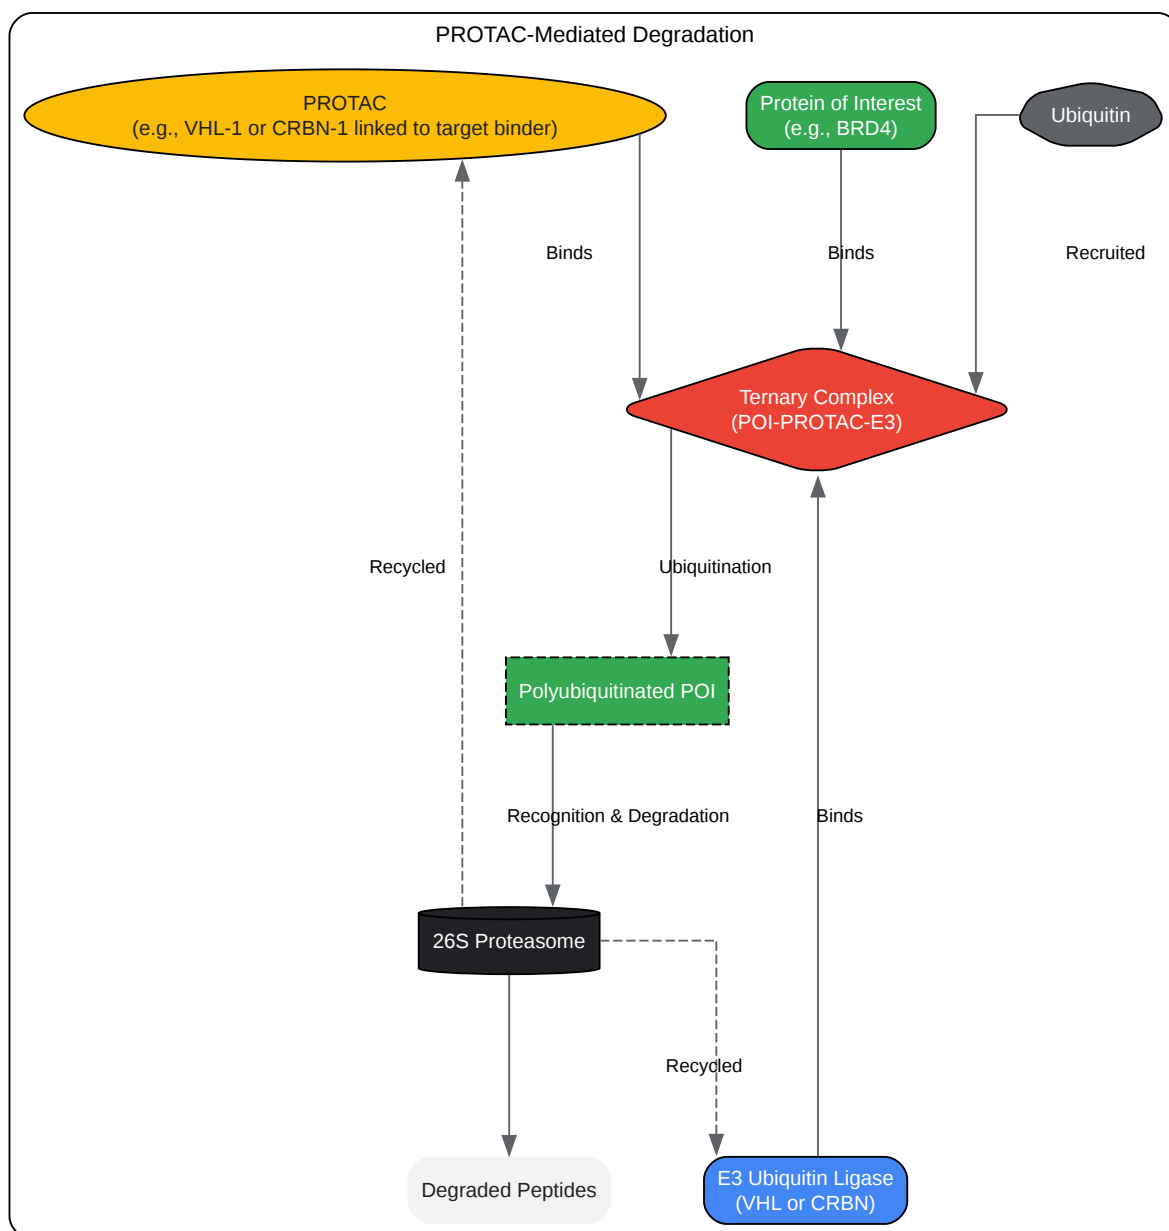 PROTAC-Mediated Degradation
PROTAC
(e.g., VHL-1 or CRBN-1 linked to target binder)
Protein of Interest
(e.g., BRD4)
Ubiquitin
Binds
Binds
Recruited
Ternary Complex
(POI-PROTAC-E3)
Recycled
Ubiquitination
Polyubiquitinated POI
Recognition & Degradation
Binds
26S Proteasome
Recycled
Degraded Peptides
E3 Ubiquitin Ligase
(VHL or CRBN)